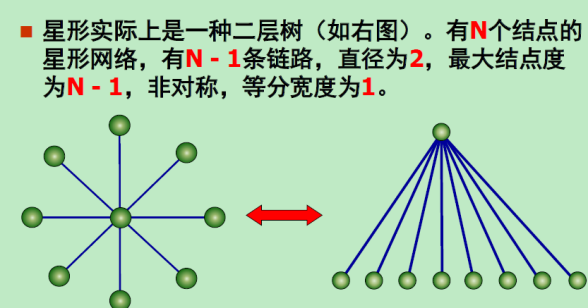 ■ 星形实际上是一种二层树（如右图）。有N个结点的
星形网络，有N - 1条链路，直径为2，最大结点度
为N - 1，非对称，等分宽度为1。